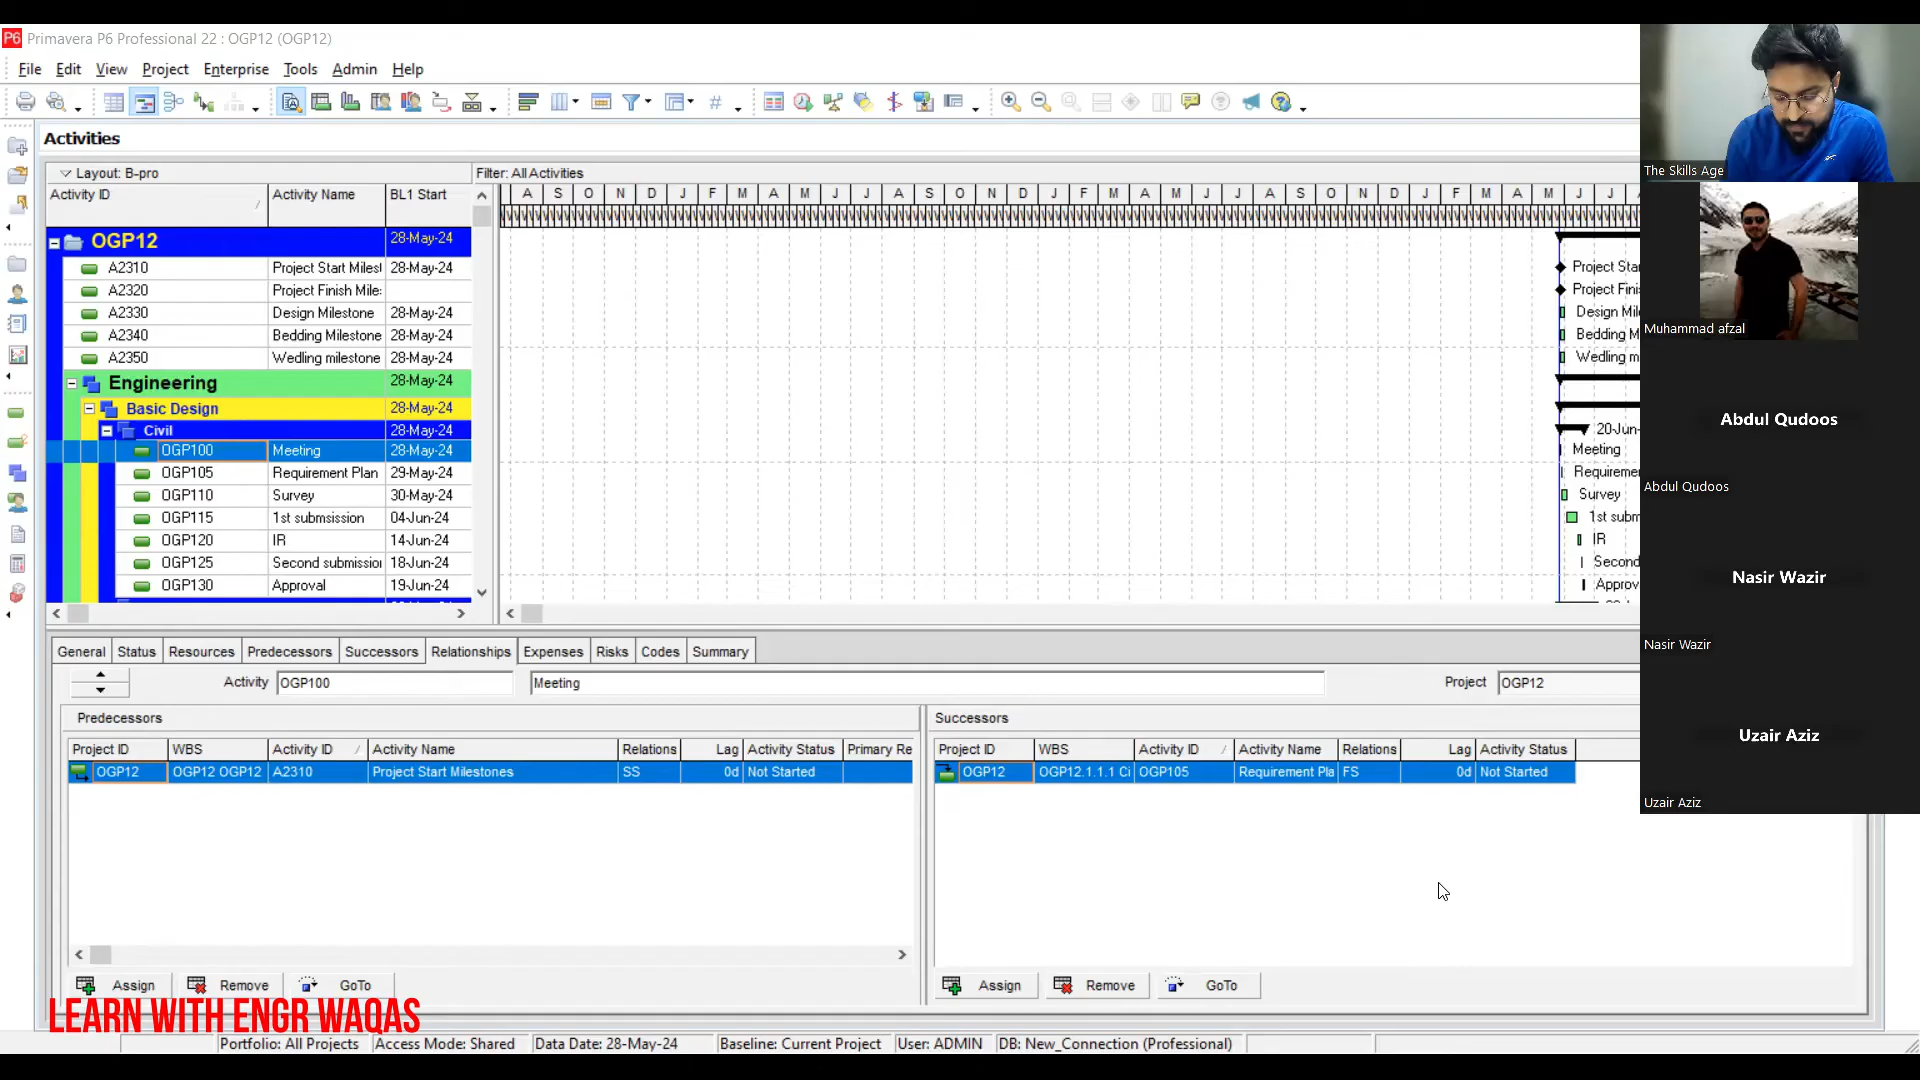 Primavera P6 Professional 22 : OGP12 (OGP12)
File Edit View Project Enterprise Tools Admin Help
Activities
Layout: B-pro Filter: All Activities
Activity ID Activity Name BL1 Start
A S O N D J F M A M J J A S O N D J F M A M J J A S O N D J F M A M J J
OGP12 28-May-24
A2310 Project Start Milest 28-May-24 Project Star
A2320 Project Finish Mile: Project Fini
A2330 Design Milestone 28-May-24 Design Mil
A2340 Bedding Milestone 28-May-24 Bedding M
A2350 Wedling milestone 28-May-24 Wedling m
Engineering 28-May-24
Basic Design 28-May-24
Civil 28-May-24 20-Jun-
OGP100 Meeting 28-May-24 Meeting
OGP105 Requirement Plan 29-May-24 Requireme
OGP110 Survey 30-May-24 Survey
OGP115 1st submsission 04-Jun-24 1st subm
OGP120 IR 14-Jun-24 IR
OGP125 Second submissio 18-Jun-24 Second
OGP130 Approval 19-Jun-24 Approv
General Status Resources Predecessors Successors Relationships Expenses Risks Codes Summary
Activity OGP100 Meeting Project OGP12
Predecessors
Project ID WBS Activity ID Activity Name Relations Lag Activity Status Primary Re
OGP12 OGP12 OGP12 A2310 Project Start Milestones SS 0d Not Started
Assign Remove GoTo
Successors
Project ID WBS Activity ID Activity Name Relations Lag Activity Status
OGP12 OGP12.1.1.1 Ci OGP105 Requirement Pla FS 0d Not Started
Assign Remove GoTo
LEARN WITH ENGR WAQAS
Portfolio: All Projects Access Mode: Shared Data Date: 28-May-24 Baseline: Current Project User: ADMIN DB: New_Connection (Professional)
The Skills Age
Muhammad afzal
Abdul Qudoos
Abdul Qudoos
Nasir Wazir
Nasir Wazir
Uzair Aziz
Uzair Aziz